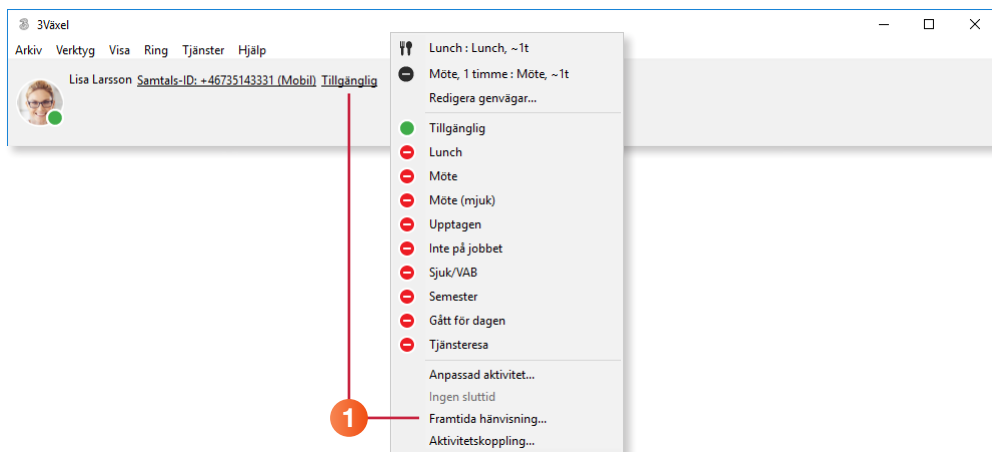 3 3Växel
Arkiv Verktyg Visa Ring Tjänster Hjälp
Lisa Larsson Samtals-ID: +46735143331 (Mobil) Tillgänglig
Lunch : Lunch, ~1t
Möte, 1 timme : Möte, ~1t
Redigera genvägar...
Tillgänglig
Lunch
Möte
Möte (mjuk)
Upptagen
Inte på jobbet
Sjuk/VAB
Semester
Gått för dagen
Tjänsteresa
Anpassad aktivitet...
Ingen sluttid
1 Framtida hänvisning...
Aktivitetskoppling...